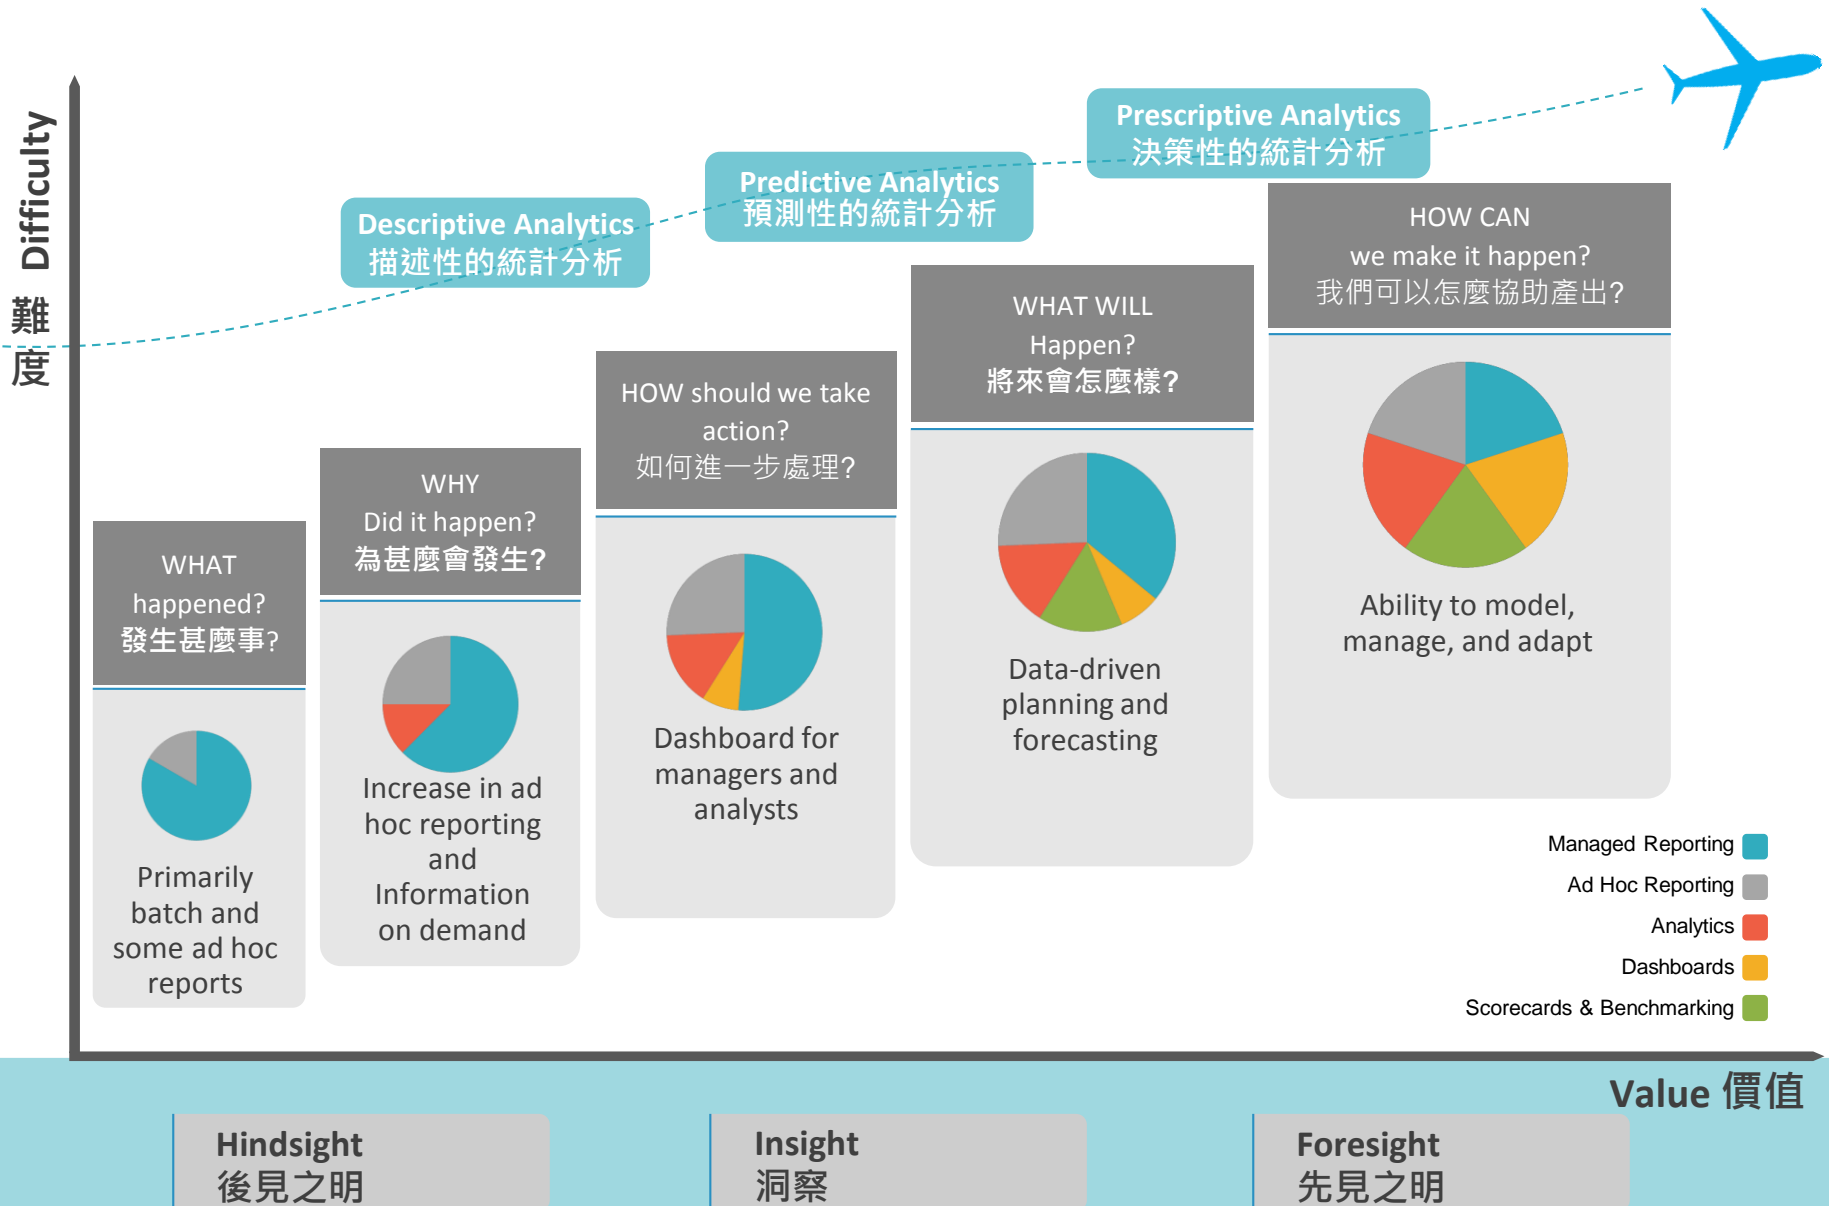 Difficulty 難度
Prescriptive Analytics
決策性的統計分析
Predictive Analytics
預測性的統計分析
Descriptive Analytics
描述性的統計分析
WHAT
happened?
發生甚麼事?
Primarily
batch and
some ad hoc
reports
WHY
Did it happen?
為甚麼會發生?
Increase in ad
hoc reporting
and
Information
on demand
HOW should we take
action?
如何進一步處理?
Dashboard for
managers and
analysts
WHAT WILL
Happen?
將來會怎麼樣?
Data-driven
planning and
forecasting
HOW CAN
we make it happen?
我們可以怎麼協助產出?
Ability to model,
manage, and adapt
Managed Reporting
Ad Hoc Reporting
Analytics
Dashboards
Scorecards & Benchmarking
Value 價值
Hindsight
後見之明
Insight
洞察
Foresight
先見之明